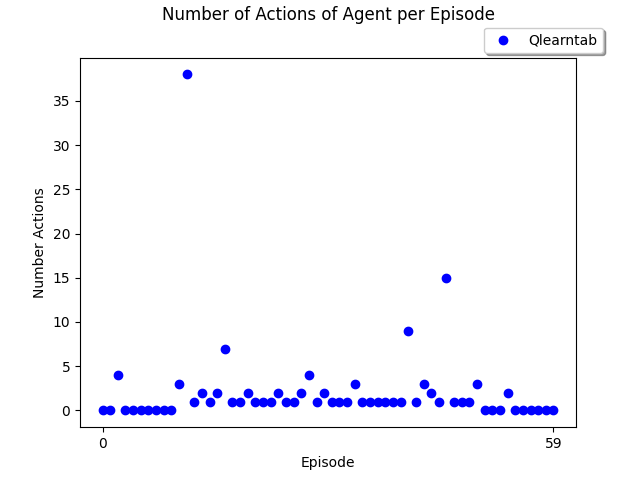 Number of Actions of Agent per Episode
Qlearntab
35
30
25
20
15
10
5
0
Number Actions
0 59
Episode